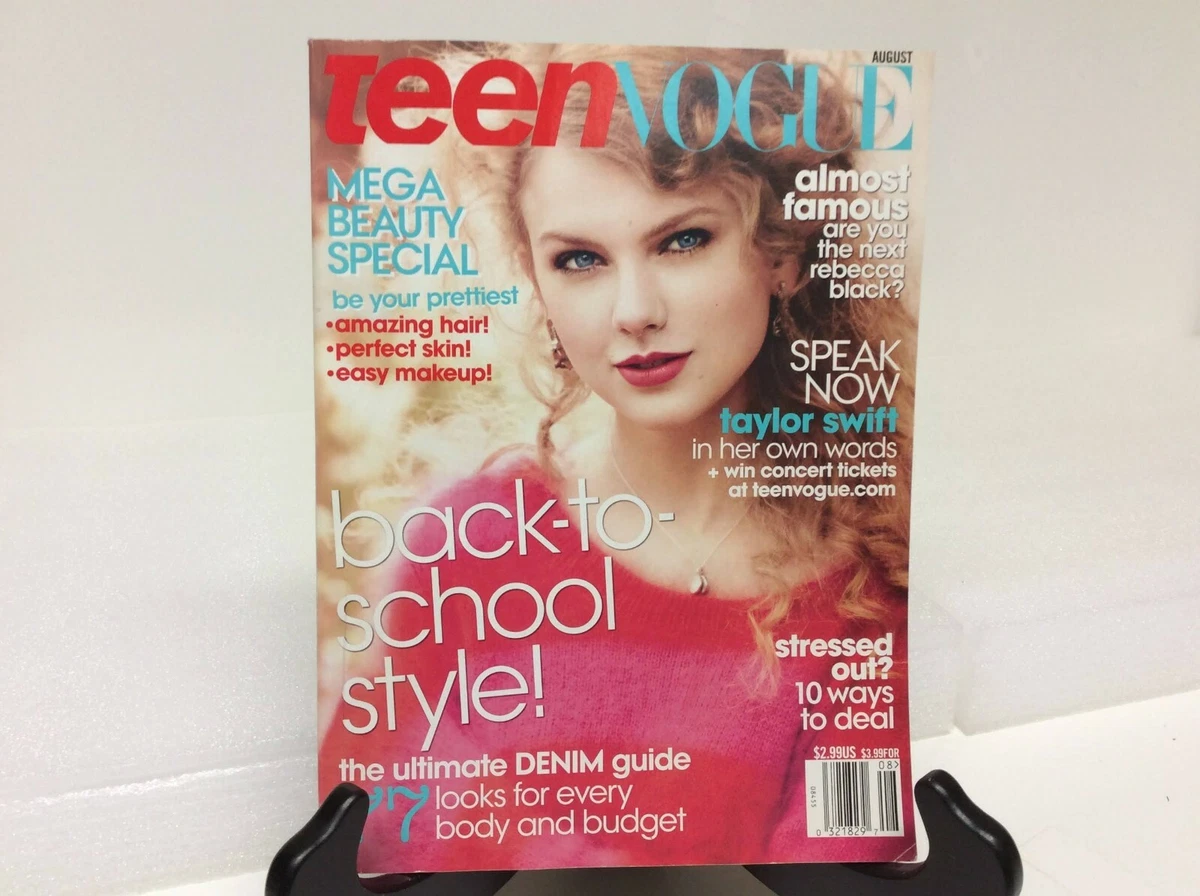 AUGUST
teenVOGUE
MEGA
BEAUTY
SPECIAL
be your prettiest
•amazing hair!
•perfect skin!
•easy makeup!
almost
famous
are you
the next
rebecca
black?
SPEAK
NOW
taylor swift
in her own words
+ win concert tickets
at teenvogue.com
back-to-
school
style!
the ultimate DENIM guide
looks for every
body and budget
stressed
out?
10 ways
to deal
$2.99US $3.99FOR
08>
08455
0 321829 7